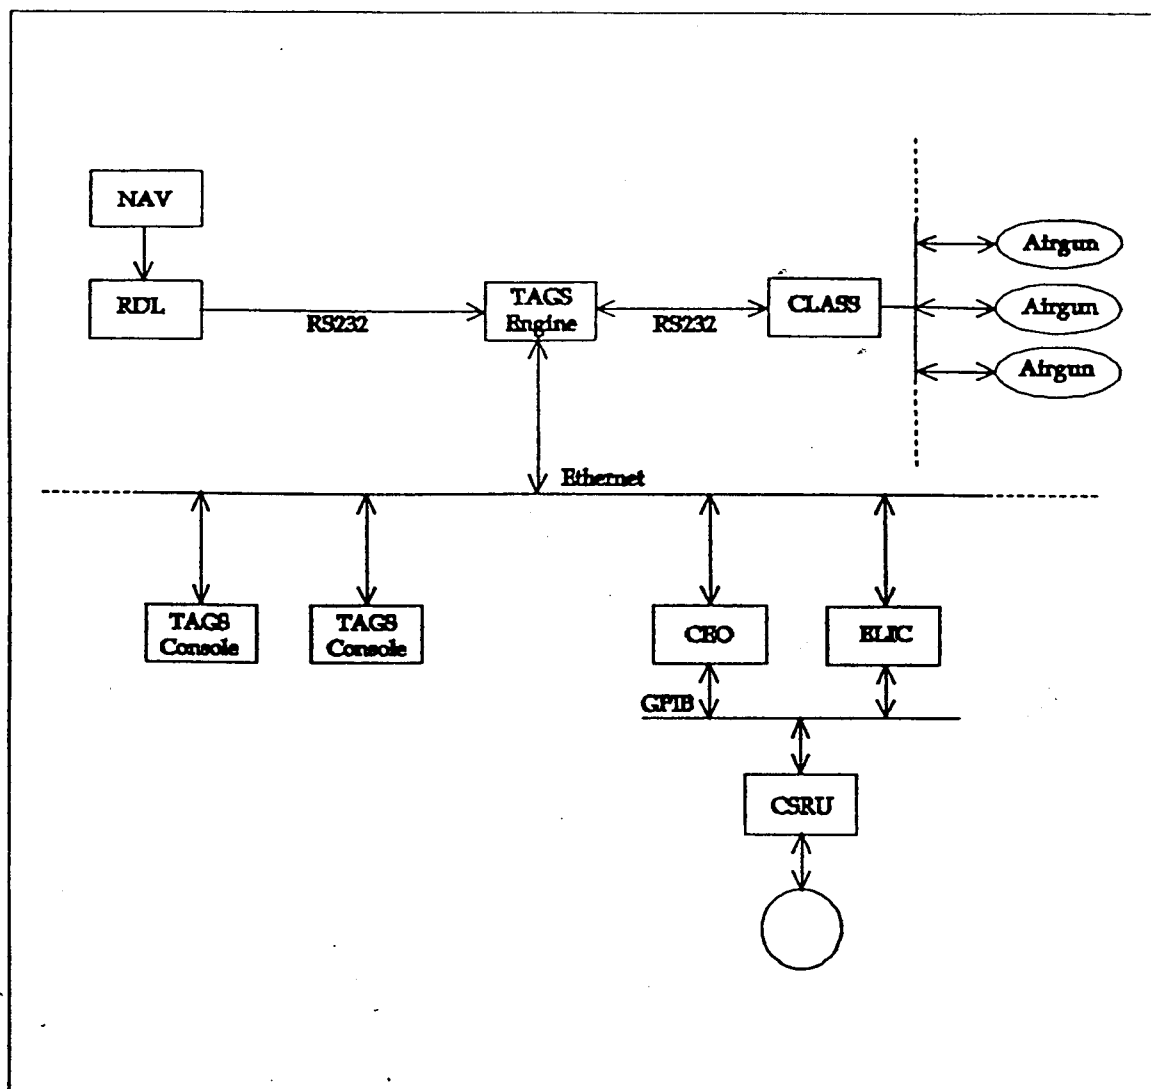 NAV
RDL
RS232
TAGS
Engine
RS232
CLASS
Airgun
Airgun
Airgun
Ethernet
TAGS
Console
TAGS
Console
CEO
ELIC
GPIB
CSRU